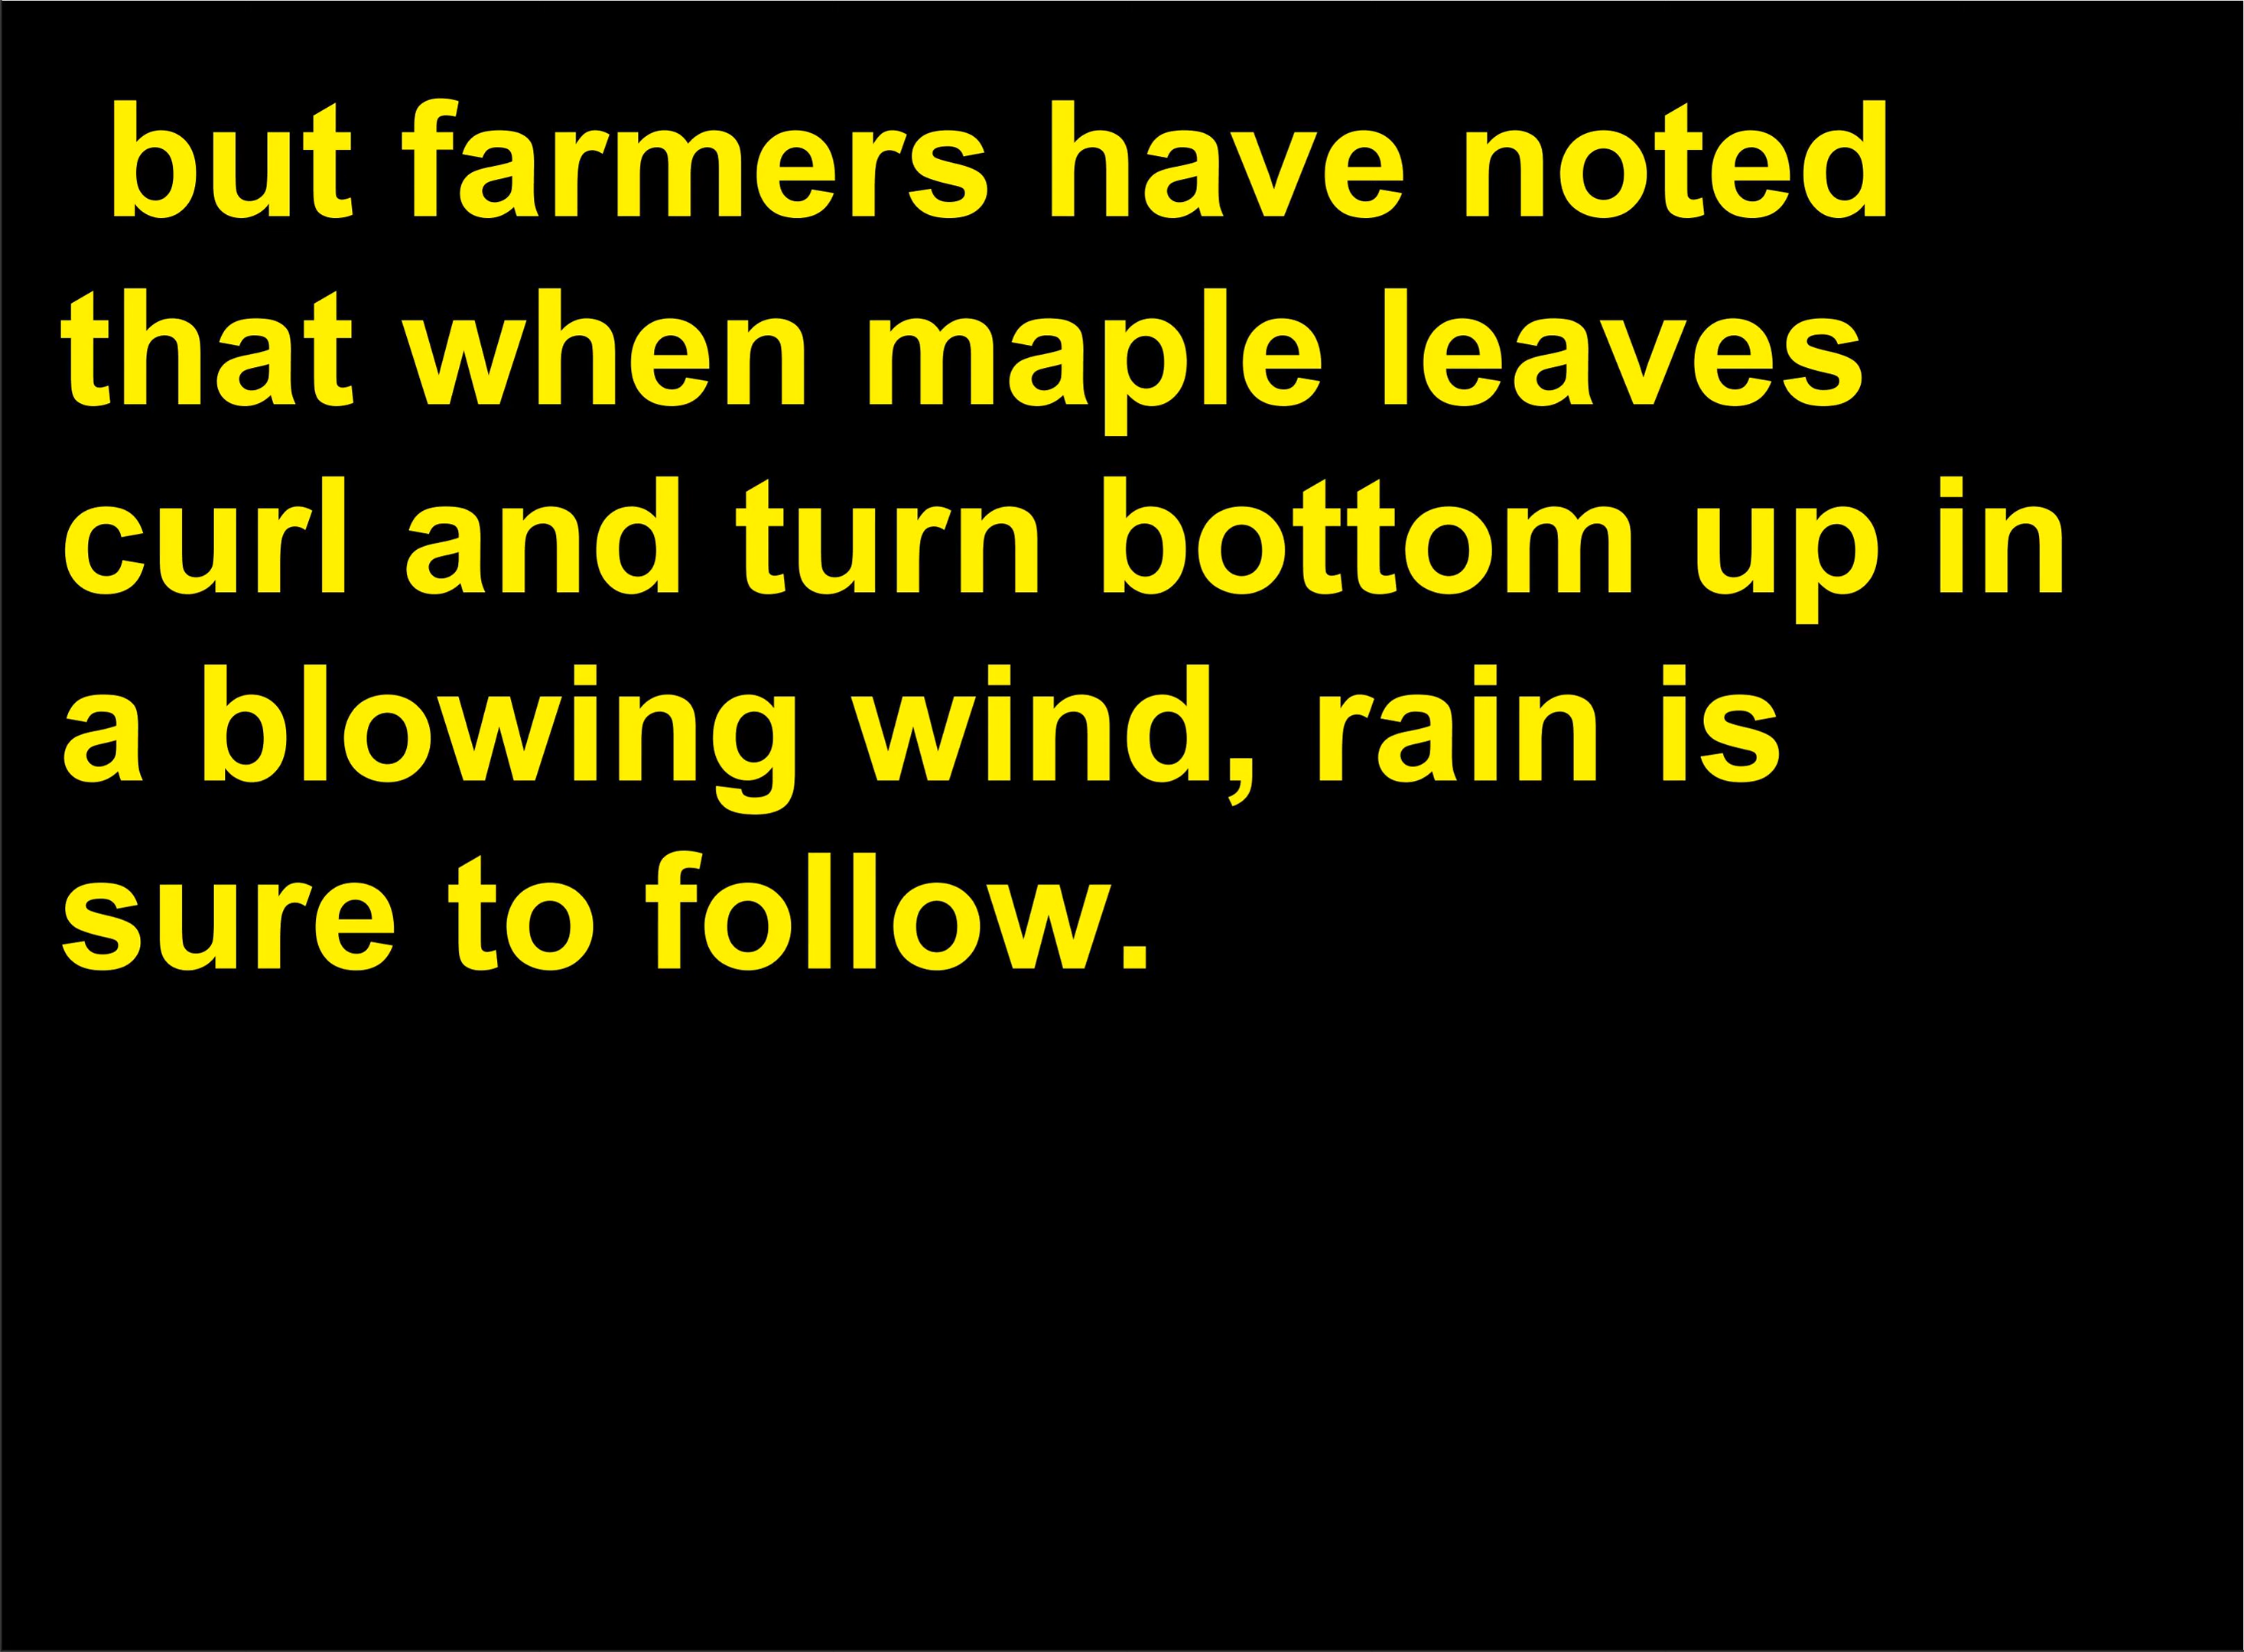 but farmers have noted
that when maple leaves
curl and turn bottom up in
a blowing wind, rain is
sure to follow.